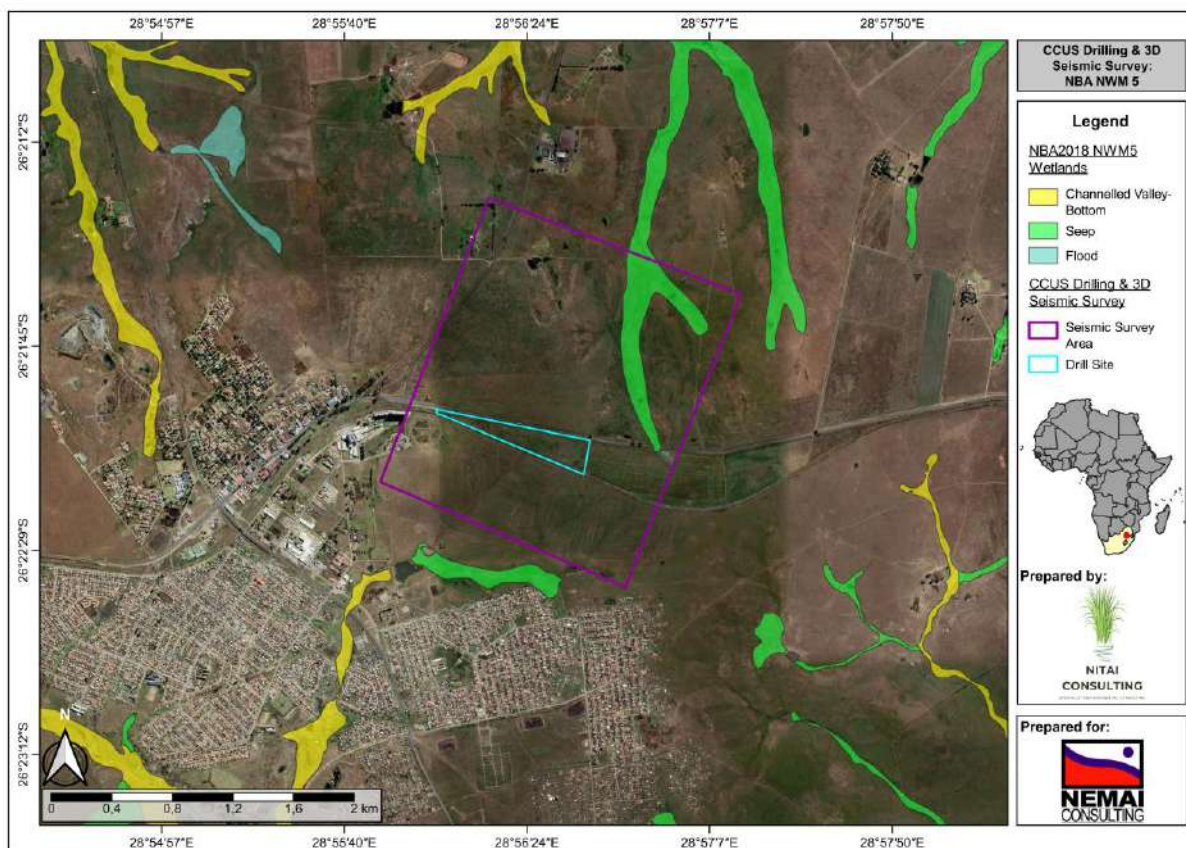 28°54'57"E
28°55'40"E
28°56'24"E
28°57'7"E
28°57'50"E
26°21'2"S
26°21'45"S
26°22'29"S
26°23'12"S
N
0 0,4 0,8 1,2 1,6 2 km
28°54'57"E
28°55'40"E
28°56'24"E
28°57'7"E
28°57'50"E
CCUS Drilling & 3D
Seismic Survey:
NBA NWM 5
Legend
NBA2018 NWM5
Wetlands
Channelled Valley-
Bottom
Seep
Flood
CCUS Drilling & 3D
Seismic Survey
Seismic Survey
Area
Drill Site
Prepared by:
NITAI
CONSULTING
Prepared for:
NEMAI
CONSULTING